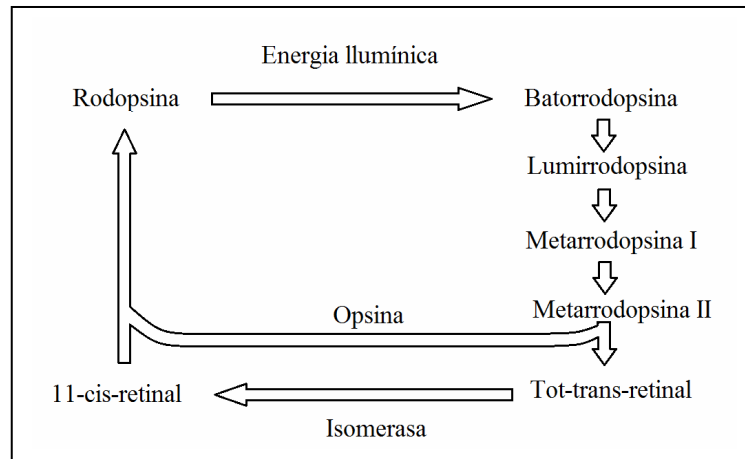 Energia llumínica
Rodopsina
Batorrodopsina
Lumirrodopsina
Metarrodopsina I
Metarrodopsina II
Opsina
11-cis-retinal
Tot-trans-retinal
Isomerasa